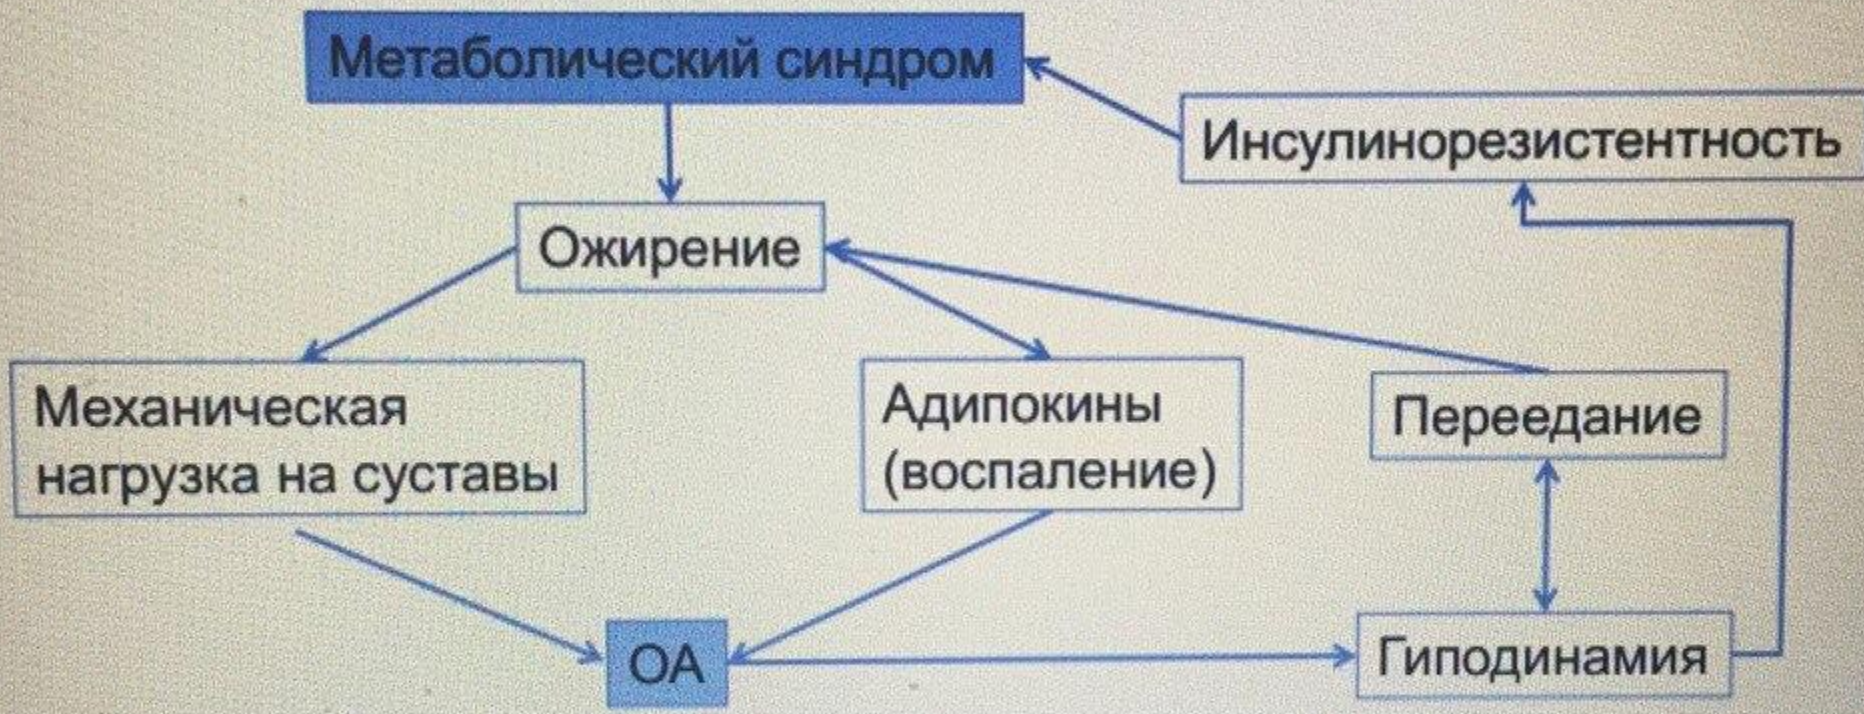 Метаболический синдром
Инсулинорезистентность
Ожирение
Механическая
нагрузка на суставы
Адипокины
(воспаление)
Переедание
ОА
Гиподинамия